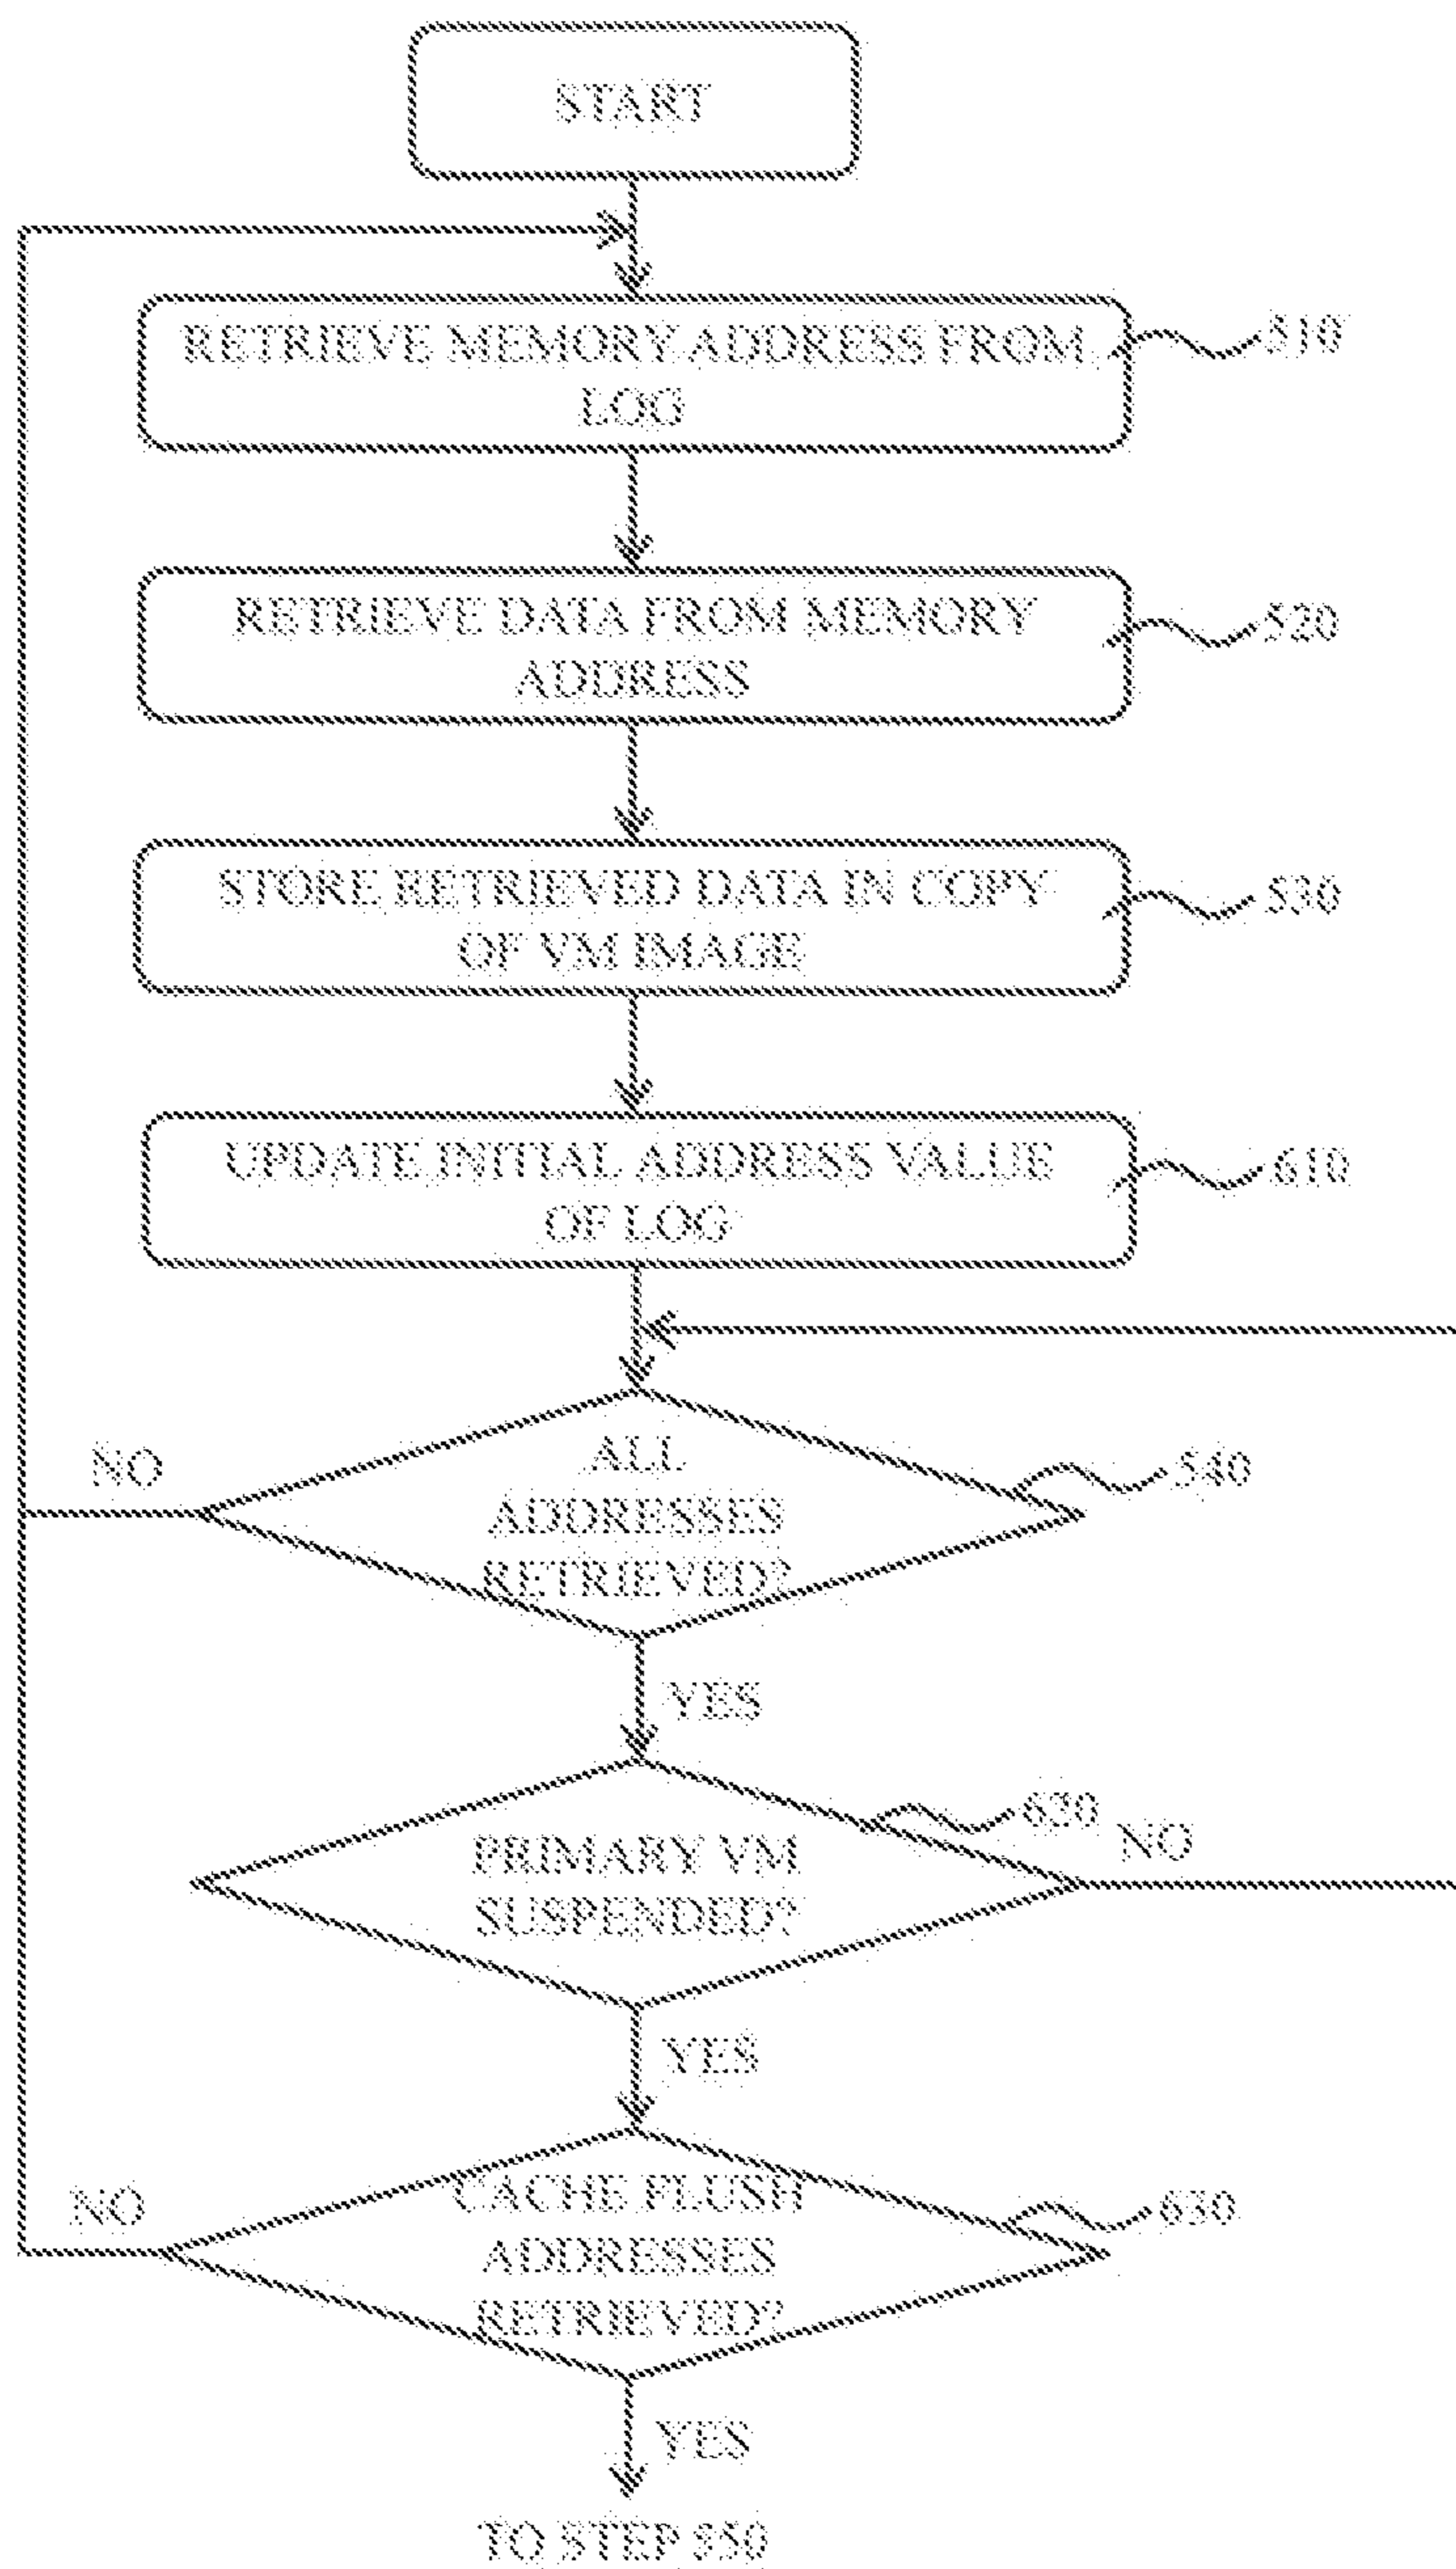 START
RETRIEVE MEMORY ADDRESS FROM
LOG
510
RETRIEVE DATA FROM MEMORY
ADDRESS
520
STORE RETRIEVED DATA IN COPY
OF VM IMAGE
530
UPDATE INITIAL ADDRESS VALUE
OF LOG
610
NO
ALL
ADDRESSES
RETRIEVED?
540
YES
PRIMARY VM
SUSPENDED?
630
NO
YES
NO
CACHE FLUSH
ADDRESSES
RETRIEVED?
630
YES
TO STEP